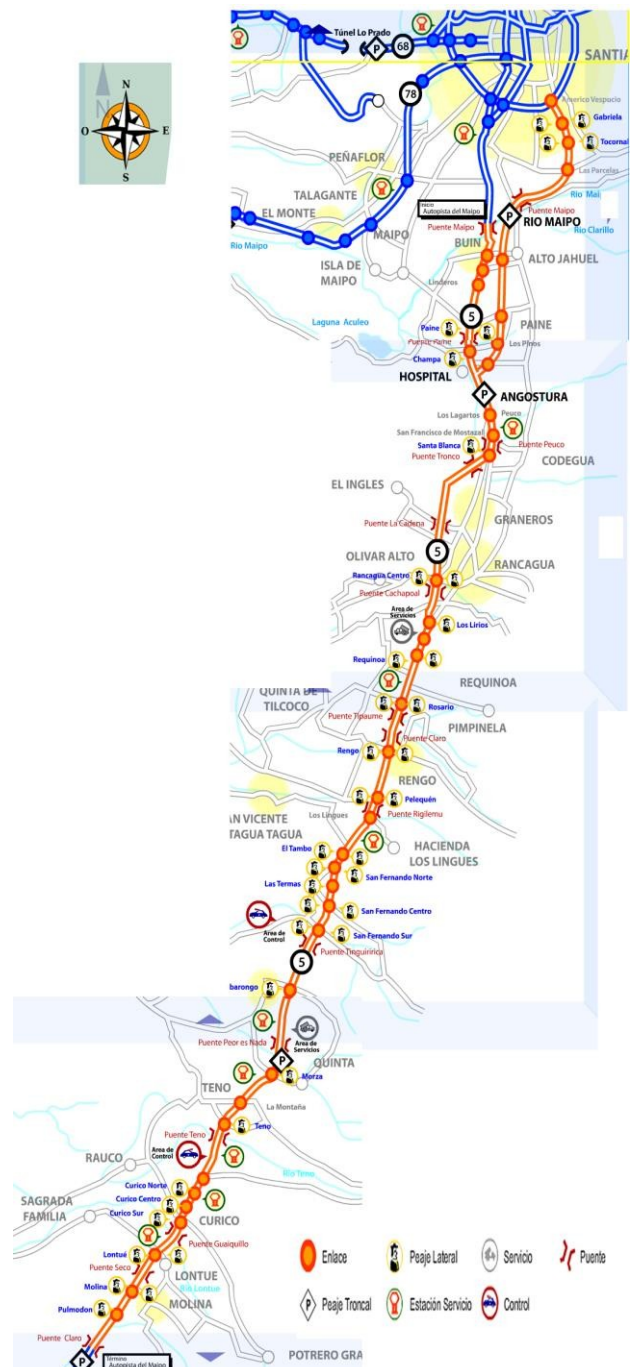 Túnel Lo Prado
P
68
SANTIA
78
Americo Vespucio
Gabriela
Tocornal
N
N
O
E
S
PEÑAFLOR
Las Parcelas
TALAGANTE
Rio Mai
EL MONTE
Autopista del Maipo
Puente Maipo
P
RIO MAIPO
Rio Maipo
MAIPO
Puente Maipo
Rio Clarillo
BUIN
ISLA DE
MAIPO
ALTO JAHUEL
Linderos
5
Laguna Aculeo
Paine
PAINE
Puente Paine
Los Pinos
Champa
HOSPITAL
P
ANGOSTURA
Los Lagartos
Peuco
San Francisco de Mostazal
Santa Blanca
Puente Peuco
Puente Tronco
CODEGUA
EL INGLES
GRANEROS
Puente La Cadena
5
OLIVAR ALTO
RANCAGUA
Rancagua Centro
Puente Cachapoal
Area de
Servicios
Los Lirios
Requinoa
REQUINOA
QUINTA DE
TILCOCO
Rosario
Puente Tipaume
PIMPINELA
Puente Claro
Rengo
RENGO
Pelequén
AN VICENTE
TAGUA TAGUA
Los Lingues
Puente Rigilemu
HACIENDA
LOS LINGUES
El Tambo
San Fernando Norte
Las Termas
San Fernando Centro
Area de
Control
San Fernando Sur
Puente Tinguiririca
5
barongo
Puente Peor es Nada
Area de
Servicios
P
QUINTA
Morza
TENO
La Montaña
Teno
Puente Teno
Area de
Control
RAUCO
Rio Teno
Curico Norte
Curico Centro
SAGRADA
FAMILIA
Curico Sur
CURICO
Puente Guaiquillo
Lontué
Puente Seco
LONTUE
Rio Lontue
Molina
MOLINA
Pulmodon
Puente Claro
P
Termino
Autopista del Maipo
POTRERO GRA
Enlace
Peaje Lateral
Servicio
Puente
P
Peaje Troncal
Estación Servicio
Control